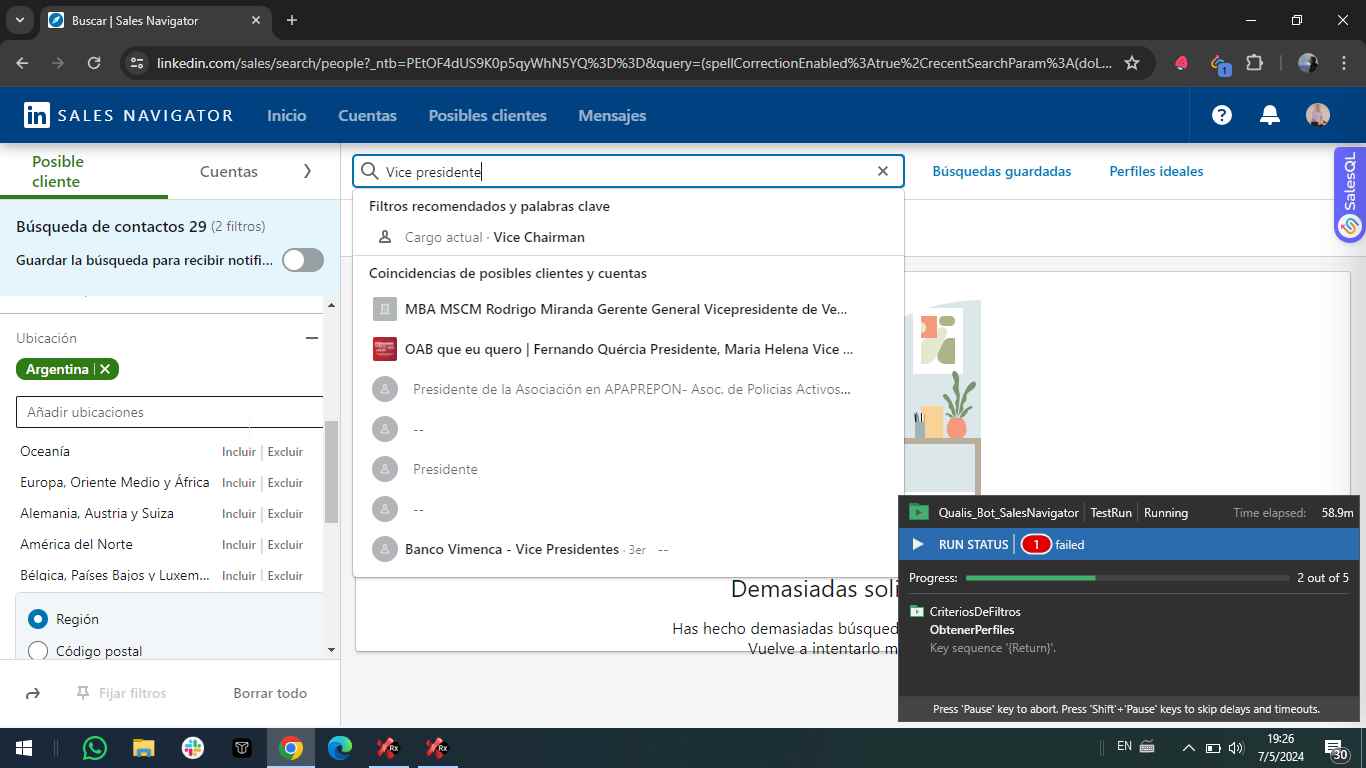 Buscar | Sales Navigator
linkedin.com/sales/search/people?_ntb=PEtOF4dUS9K0p5qyWhN5YQ%3D%3D&query=(spellCorrectionEnabled%3Atrue%2CrecentSearchParam%3A(doL...
1
in SALES NAVIGATOR
Inicio
Cuentas
Posibles clientes
Mensajes
Posible cliente
Cuentas
Vice presidente
Búsquedas guardadas
Perfiles ideales
SalesQL
Búsqueda de contactos 29 (2 filtros)
Guardar la búsqueda para recibir notifi...
Ubicación
Argentina
Añadir ubicaciones
Oceanía Incluir | Excluir
Europa, Oriente Medio y África Incluir | Excluir
Alemania, Austria y Suiza Incluir | Excluir
América del Norte Incluir | Excluir
Bélgica, Países Bajos y Luxem... Incluir | Excluir
Región
Código postal
Fijar filtros
Borrar todo
Filtros recomendados y palabras clave
Cargo actual · Vice Chairman
Coincidencias de posibles clientes y cuentas
MBA MSCM Rodrigo Miranda Gerente General Vicepresidente de Ve...
OAB que eu quero | Fernando Quércia Presidente, Maria Helena Vice ...
Presidente de la Asociación en APAPREPON- Asoc. de Policias Activos...
--
Presidente
--
Banco Vimenca - Vice Presidentes · 3er --
Demasiadas soli
Has hecho demasiadas búsqued
Vuelve a intentarlo m
Qualis_Bot_SalesNavigator | TestRun | Running
Time elapsed: 58.9m
RUN STATUS | 1 failed
Progress: 2 out of 5
CriteriosDeFiltros
ObtenerPerfiles
Key sequence '{Return}'.
Press 'Pause' key to abort. Press 'Shift'+'Pause' keys to skip delays and timeouts.
Rx
Rx
EN
19:26
7/5/2024
30